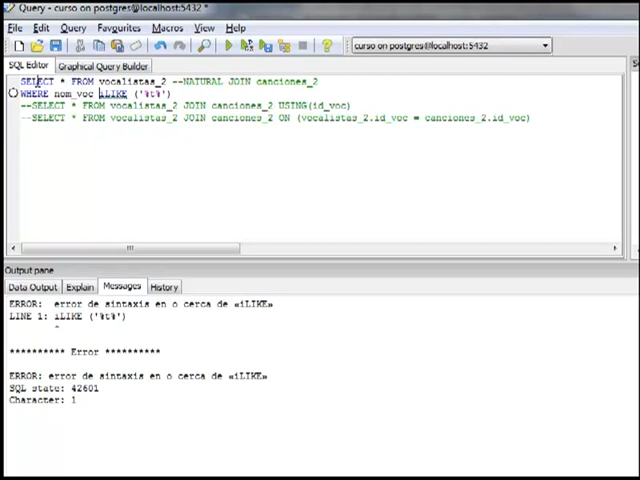 Query - curso on postgres@localhost:5432 *
File Edit Query Favourites Macros View Help
curso on postgres@localhost:5432
SQL Editor Graphical Query Builder
SELECT * FROM vocalistas_2 --NATURAL JOIN canciones_2
WHERE nom_voc iLIKE ('%t%')
--SELECT * FROM vocalistas_2 JOIN canciones_2 USING(id_voc)
--SELECT * FROM vocalistas_2 JOIN canciones_2 ON (vocalistas_2.id_voc = canciones_2.id_voc)
Output pane
Data Output Explain Messages History
ERROR: error de sintaxis en o cerca de «iLIKE»
LINE 1: iLIKE ('%t%')
^
********** Error **********
ERROR: error de sintaxis en o cerca de «iLIKE»
SQL state: 42601
Character: 1